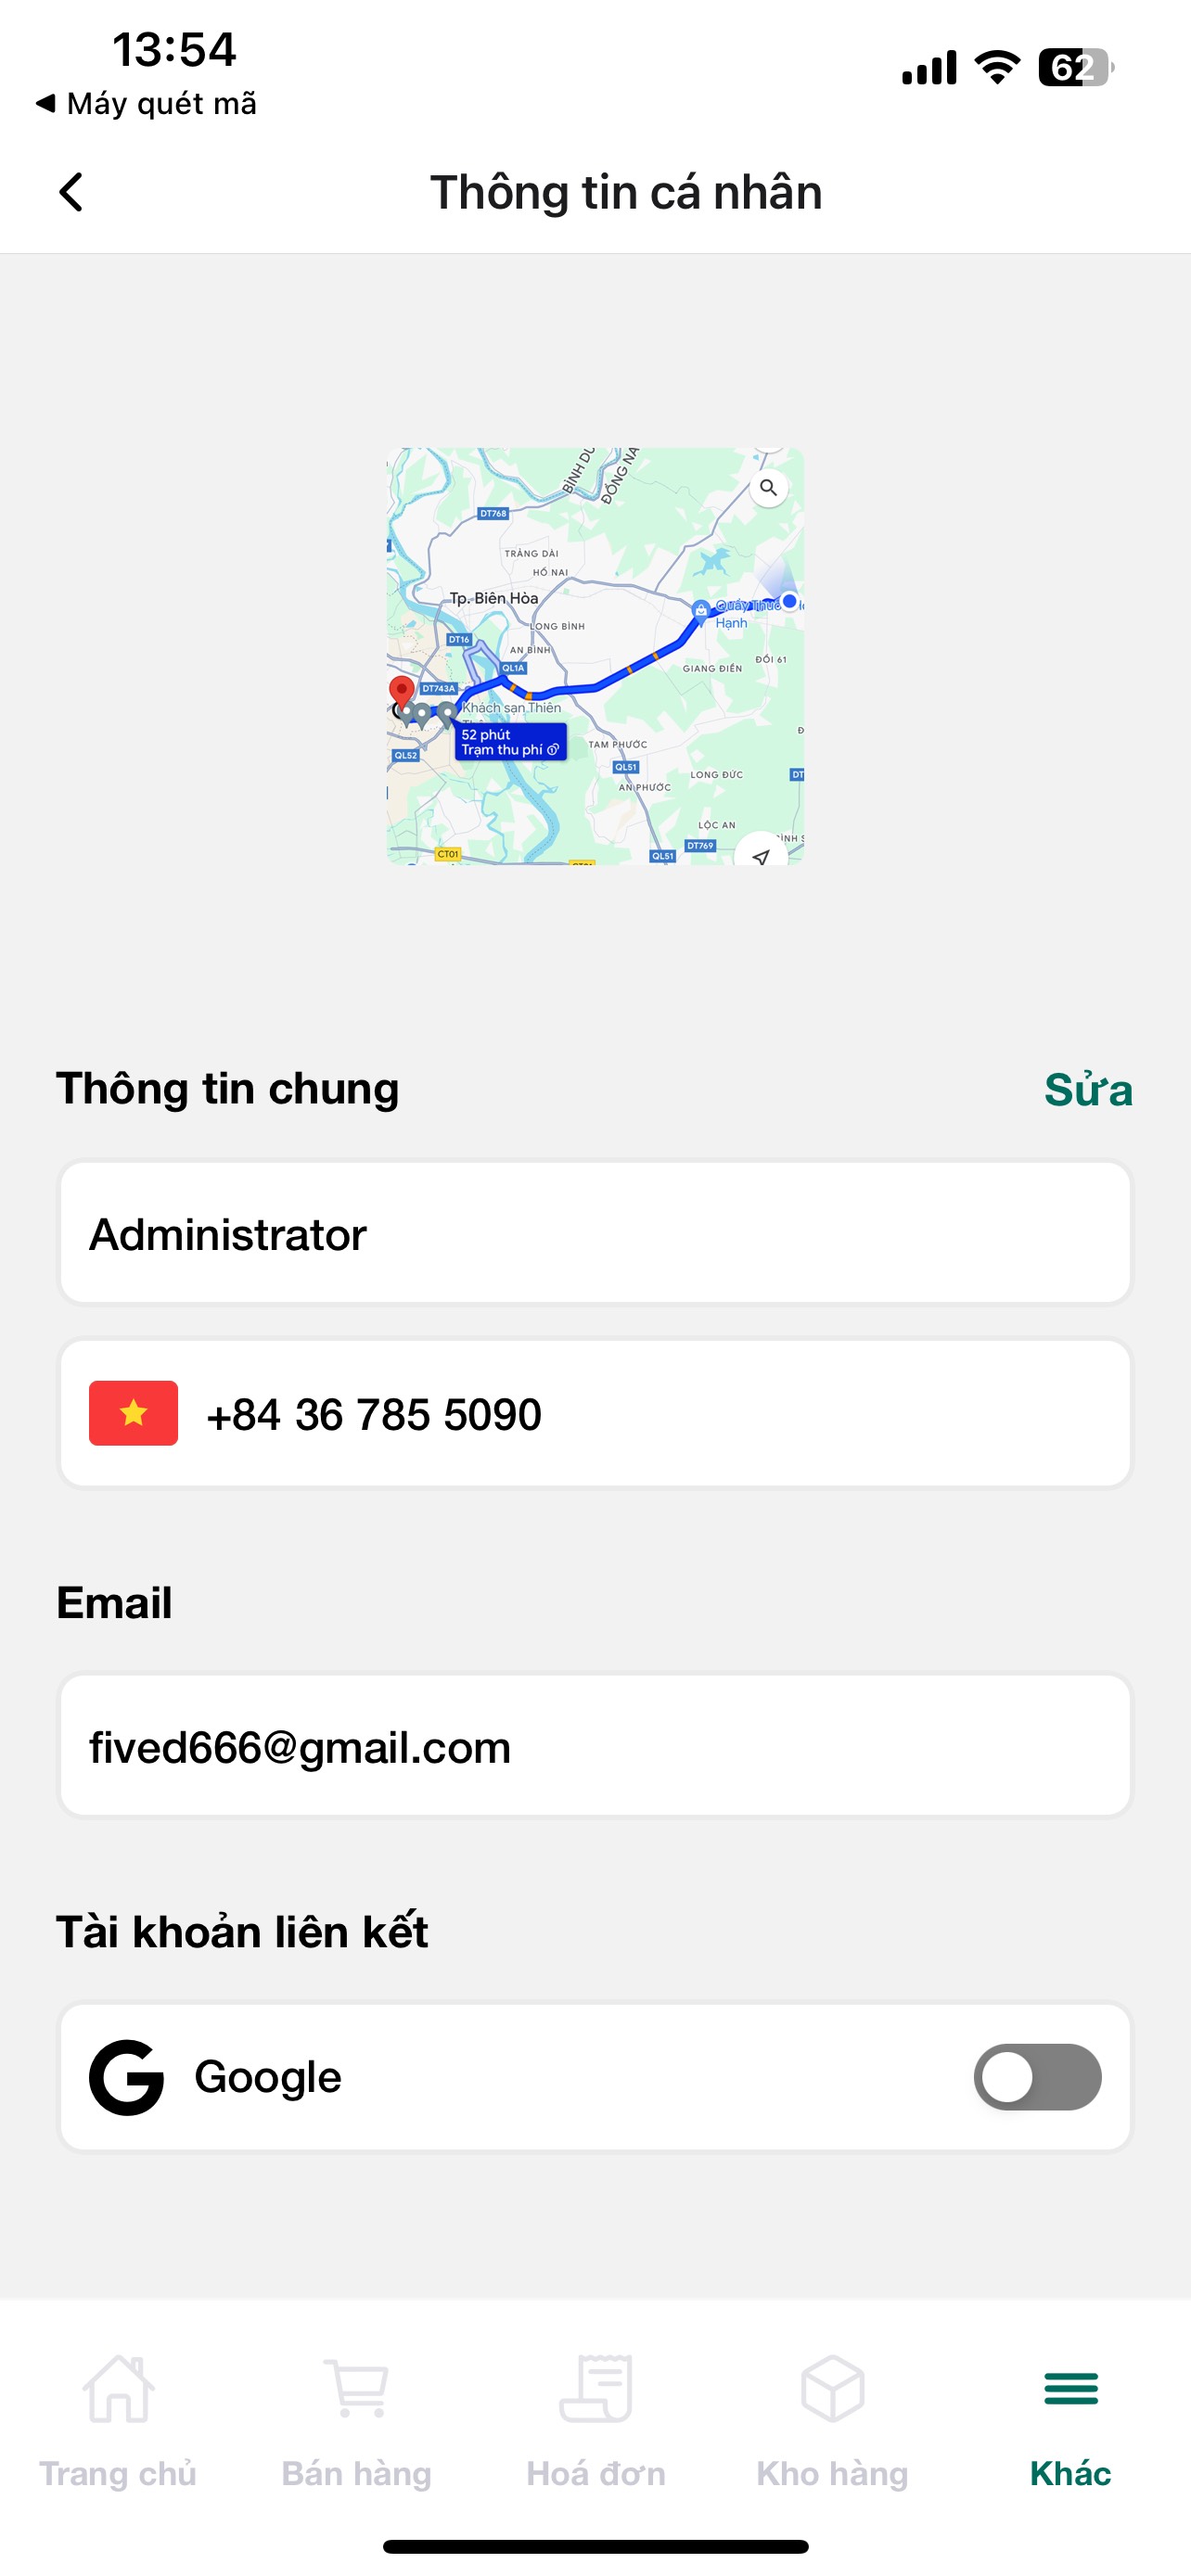 13:54
62
◀ Máy quét mã
Thông tin cá nhân
ĐỒNG NA
DT768
TRẢNG DÀI
HỐ NAI
Tp. Biên Hòa
LONG BÌNH
Hạnh
DT16
AN BÌNH
QL1A
GIANG ĐIỀN
ĐỒI 61
DT743A
Khách sạn Thiên
52 phút
Trạm thu phí
QL52
TAM PHƯỚC
QL51
LONG ĐỨC
DT
AN PHƯỚC
LỘC AN
DT769
CT01
QL51
Thông tin chung
Sửa
Administrator
+84 36 785 5090
Email
fived666@gmail.com
Tài khoản liên kết
Google
Trang chủ
Bán hàng
Hoá đơn
Kho hàng
Khác